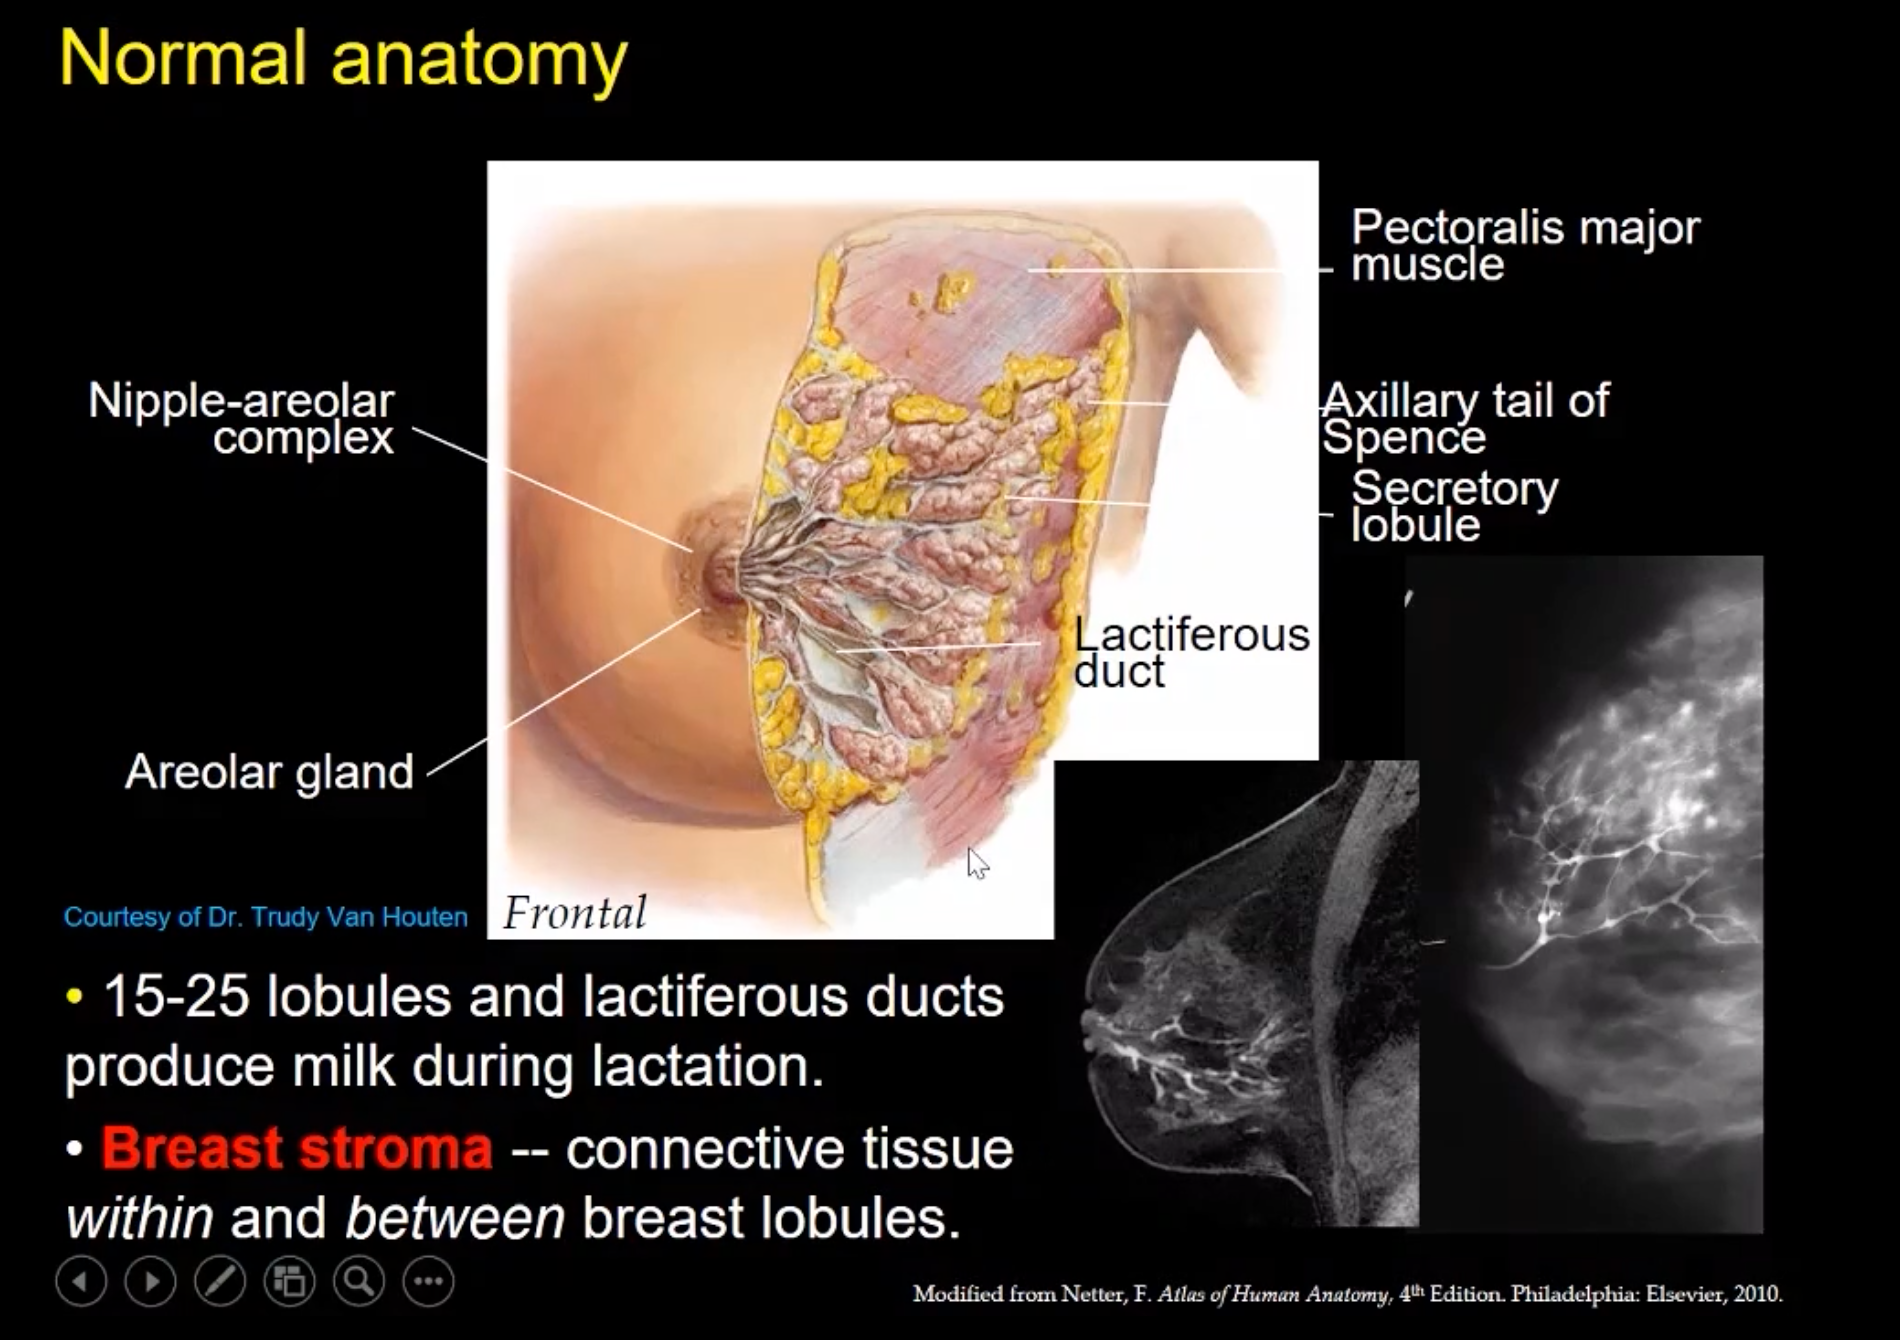 Normal anatomy
Pectoralis major
muscle
Nipple-areolar
complex
Axillary tail of
Spence
Secretory
lobule
Lactiferous
duct
Areolar gland
Frontal
Courtesy of Dr. Trudy Van Houten
• 15-25 lobules and lactiferous ducts
produce milk during lactation.
• Breast stroma -- connective tissue
within and between breast lobules.
Modified from Netter, F. Atlas of Human Anatomy, 4th Edition. Philadelphia: Elsevier, 2010.